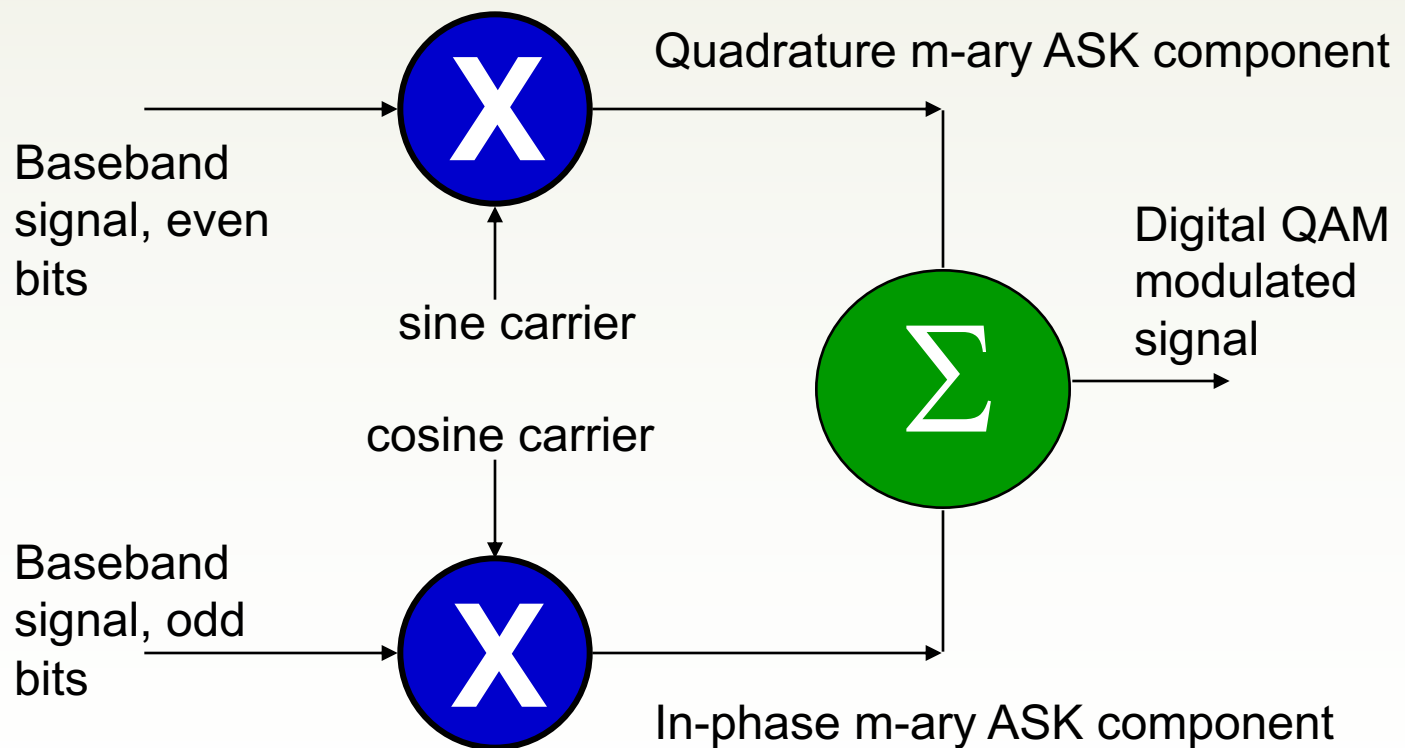 X
Quadrature m-ary ASK component
Baseband
signal, even
bits
sine carrier
Digital QAM
modulated
signal
Σ
cosine carrier
Baseband
signal, odd
bits
X
In-phase m-ary ASK component